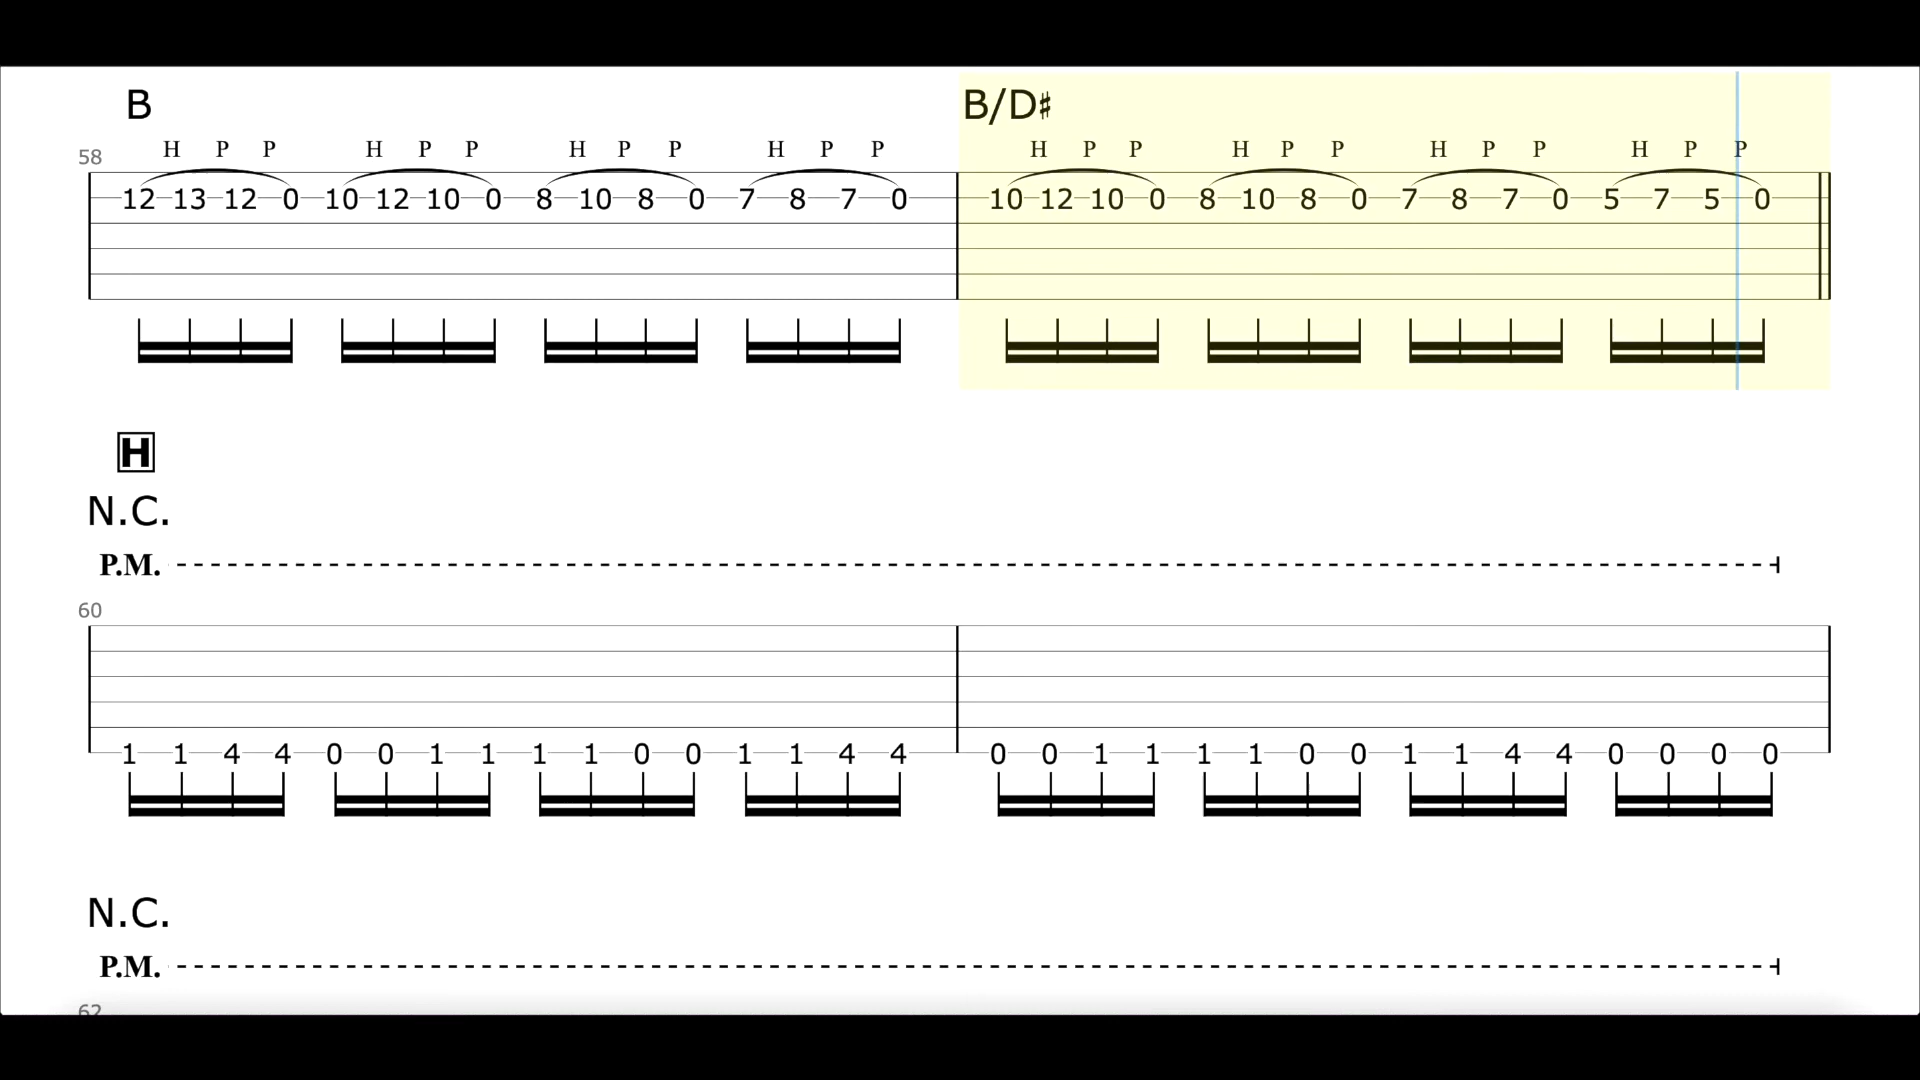 B B/D♯
H P P H P P H P P H P P H P P H P P H P P H P P
58
12 13 12 0 10 12 10 0 8 10 8 0 7 8 7 0 10 12 10 0 8 10 8 0 7 8 7 0 5 7 5 0
H
N.C.
P.M.
60
1 1 4 4 0 0 1 1 1 1 0 0 1 1 4 4 0 0 1 1 1 1 0 0 1 1 4 4 0 0 0 0
N.C.
P.M.
62